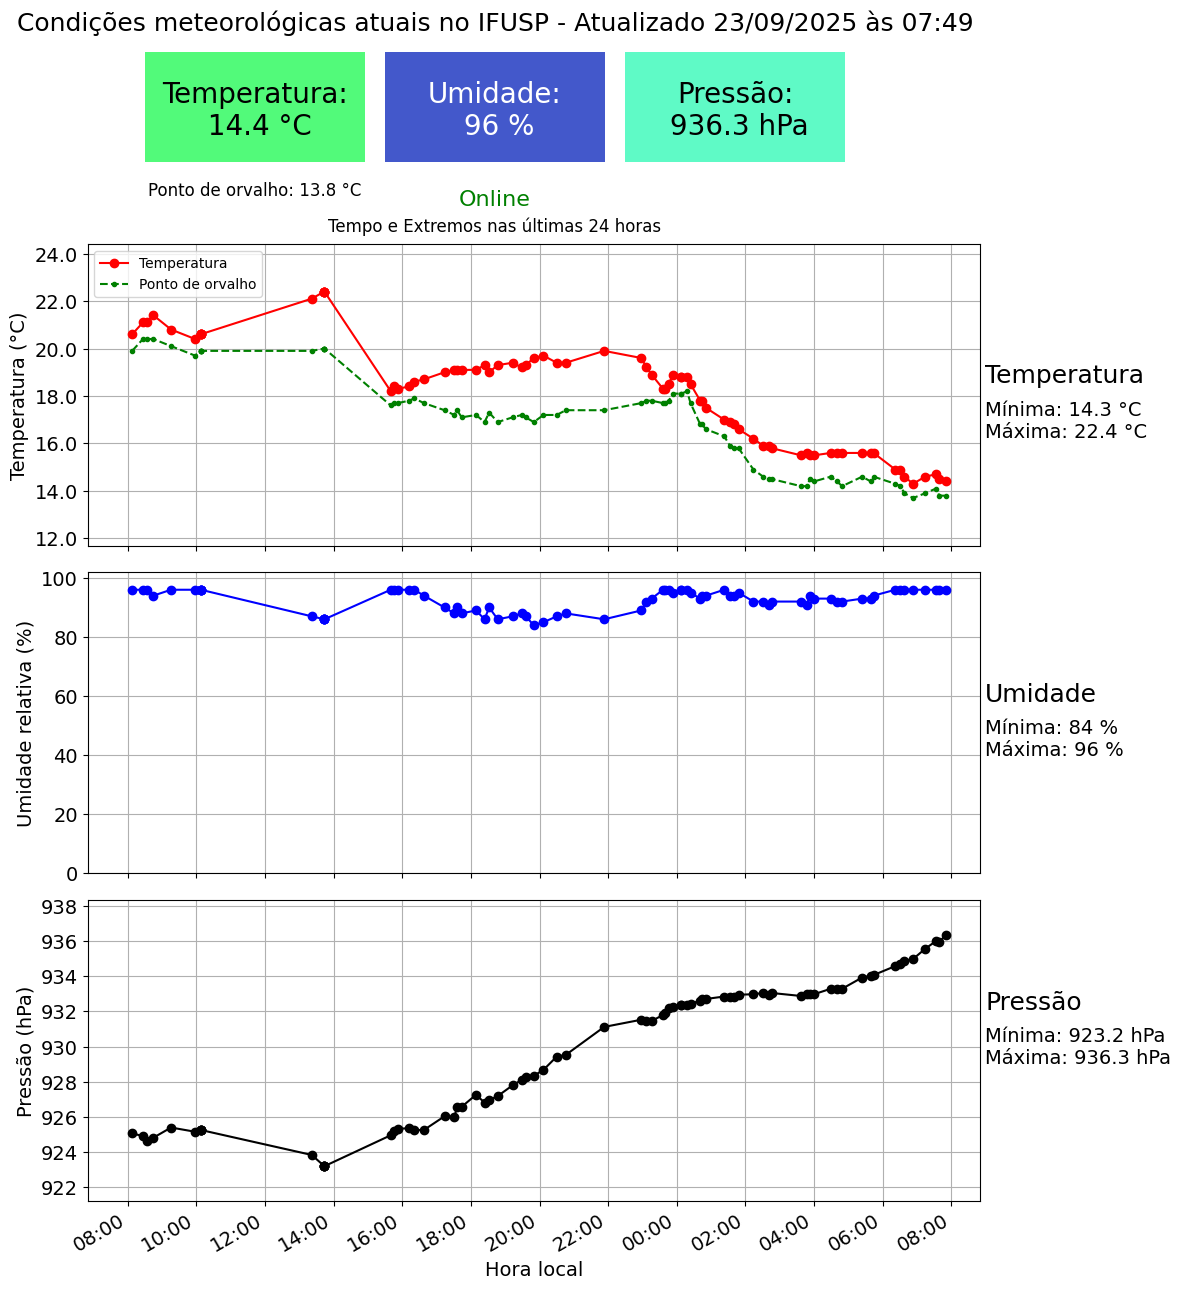 Condições meteorológicas atuais no IFUSP - Atualizado 23/09/2025 às 07:49
Temperatura:
14.4 °C
Umidade:
96 %
Pressão:
936.3 hPa
Ponto de orvalho: 13.8 °C
Online
Tempo e Extremos nas últimas 24 horas
Temperatura (°C)
24.0
22.0
20.0
18.0
16.0
14.0
12.0
Temperatura
Ponto de orvalho
Temperatura
Mínima: 14.3 °C
Máxima: 22.4 °C
Umidade relativa (%)
100
80
60
40
20
0
Umidade
Mínima: 84 %
Máxima: 96 %
Pressão (hPa)
938
936
934
932
930
928
926
924
922
Pressão
Mínima: 923.2 hPa
Máxima: 936.3 hPa
08:00 10:00 12:00 14:00 16:00 18:00 20:00 22:00 00:00 02:00 04:00 06:00 08:00
Hora local